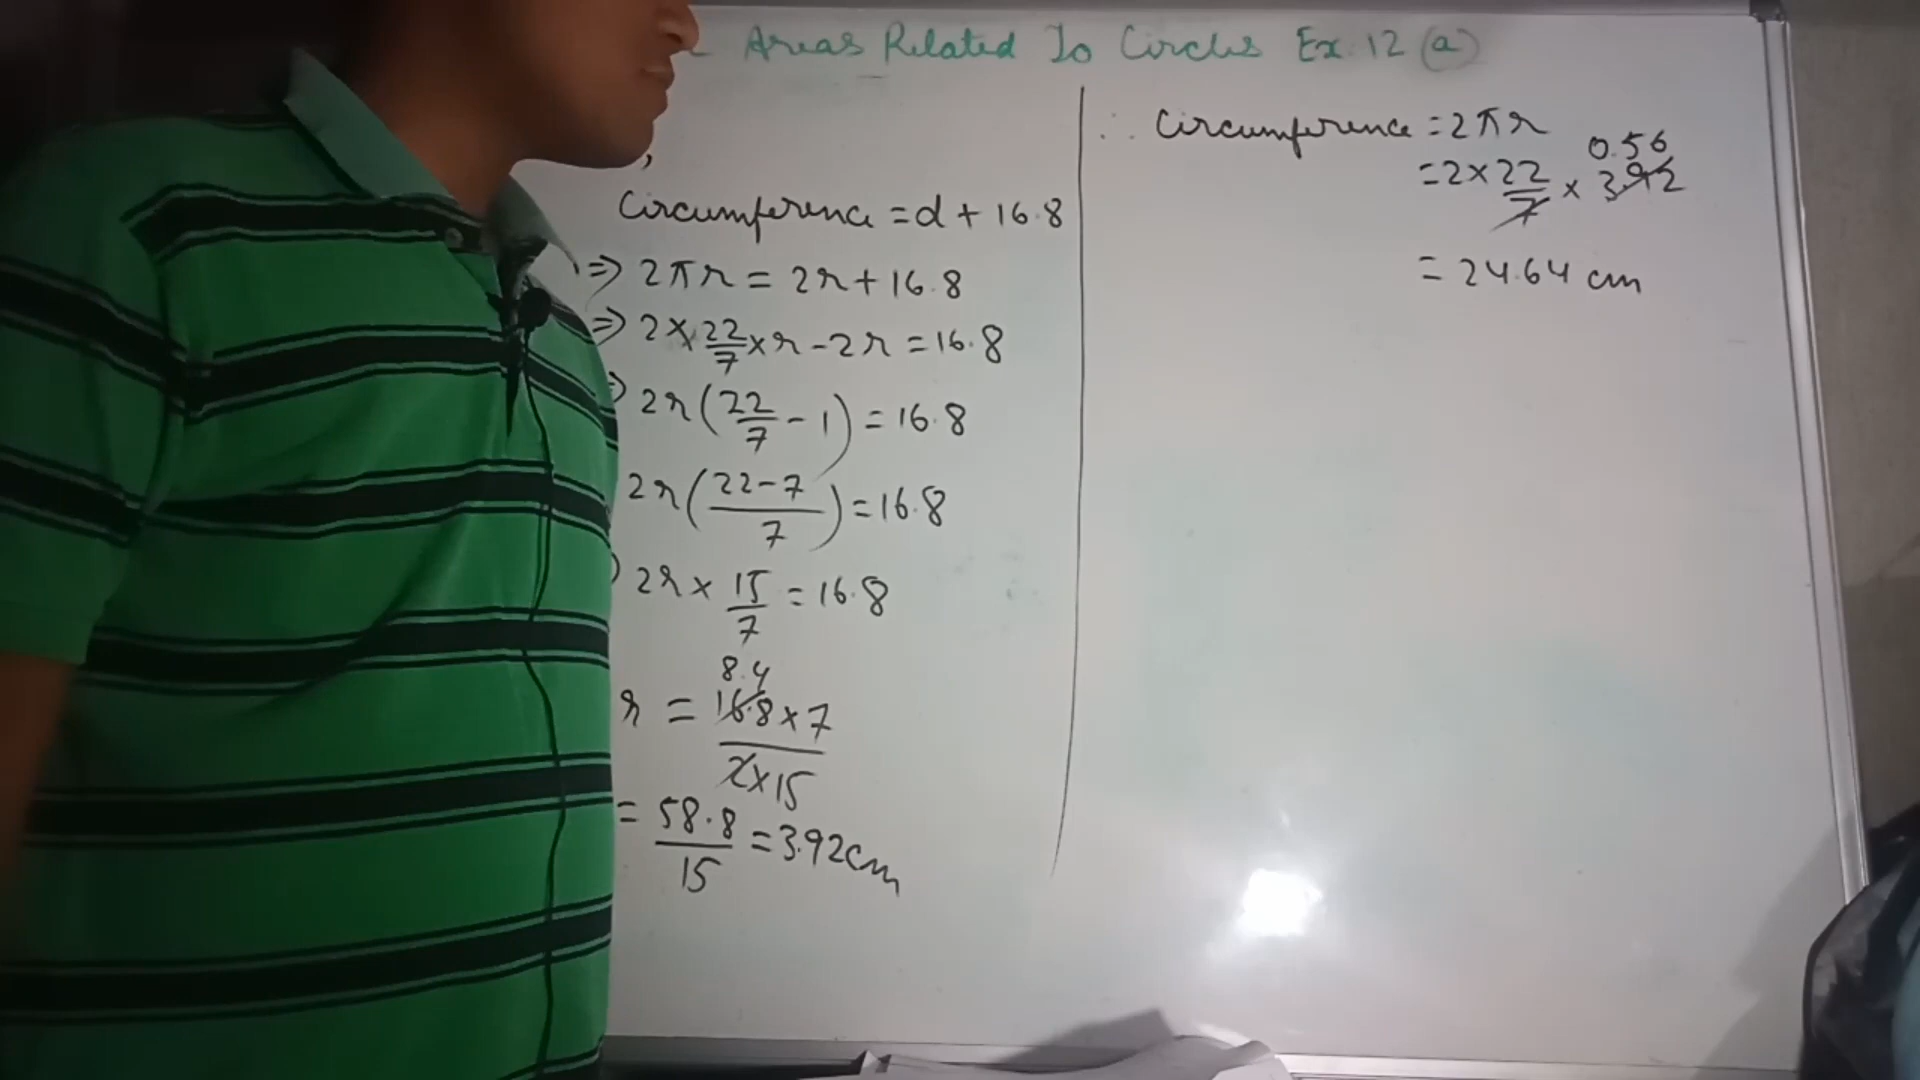 Areas Related To Circles Ex. 12 (a)
Circumference = d + 16.8
⇒ 2πr = 2r + 16.8
⇒ 2 × 22/7 × r - 2r = 16.8
2r (22/7 - 1) = 16.8
2r (22-7/7) = 16.8
2r × 15/7 = 16.8
8.4
r = 16.8 × 7 / 2 × 15
= 58.8/15 = 3.92 cm
∴ Circumference = 2πr
0.56
= 2 × 22/7 × 3.92
= 24.64 cm